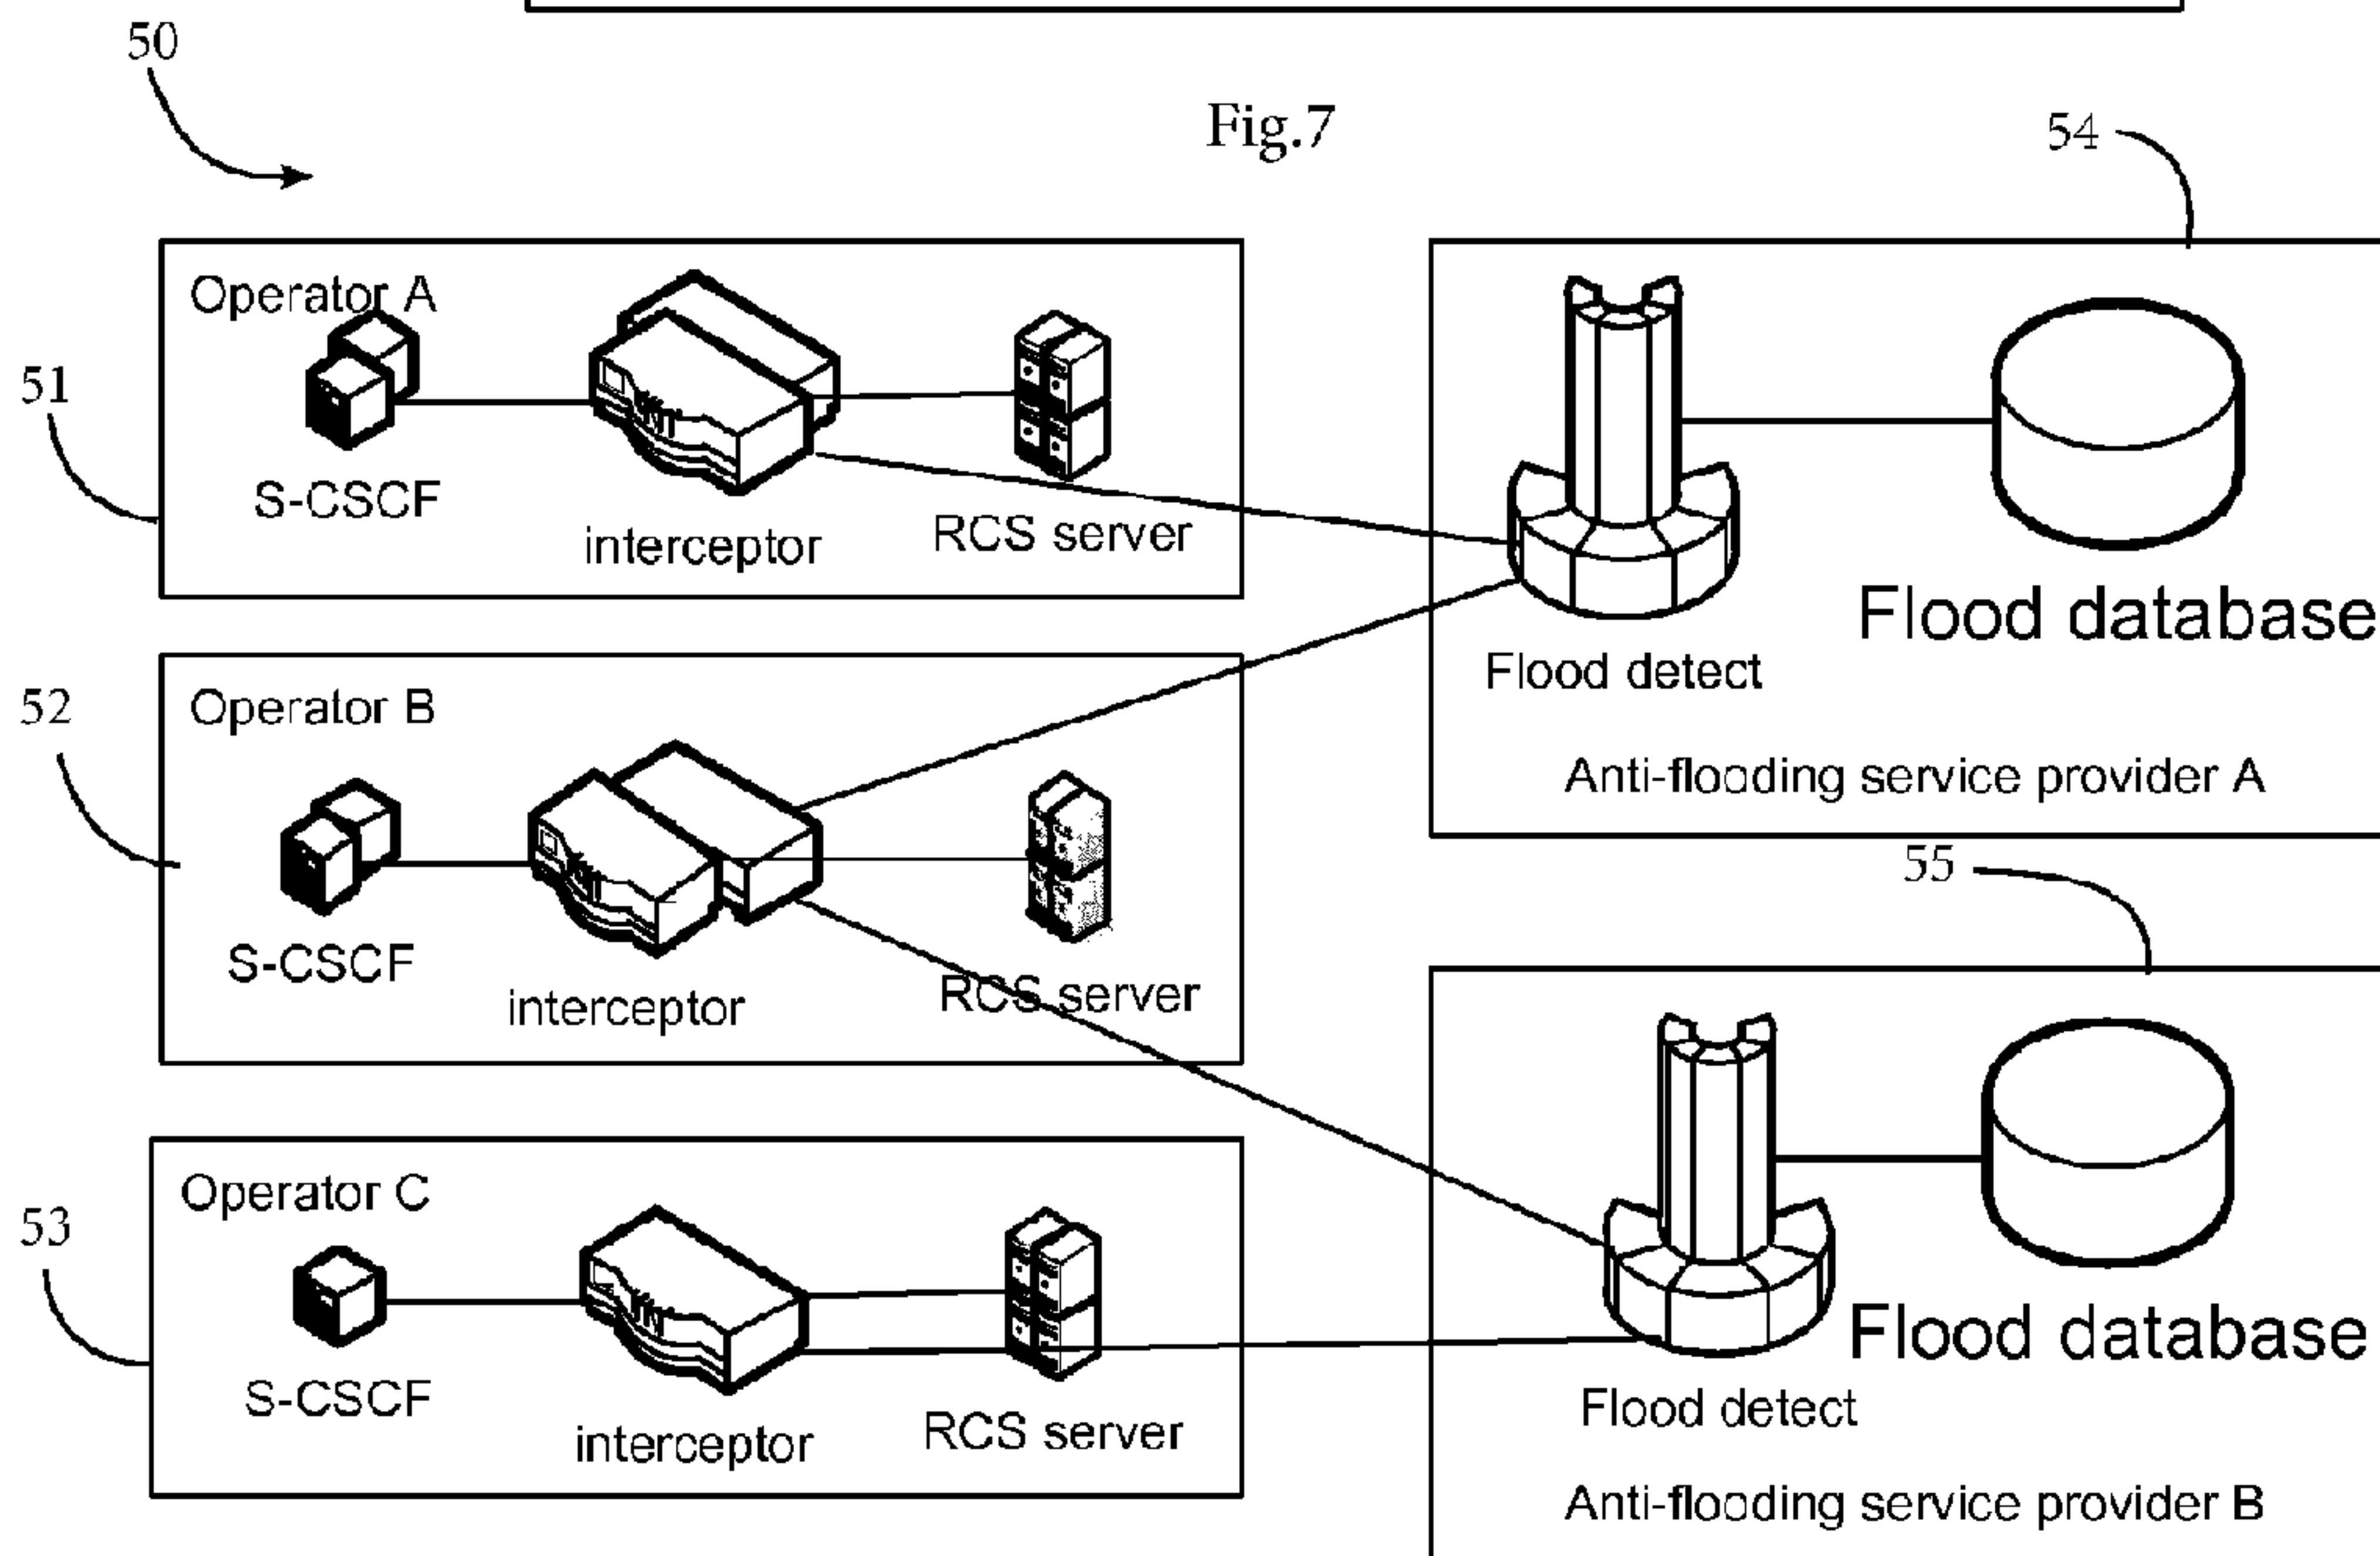 50
Fig.7
54
Operator A
51
S-CSCF
interceptor
RCS server
Flood database
Flood detect
Anti-flooding service provider A
52
Operator B
S-CSCF
interceptor
RCS server
55
53
Operator C
S-CSCF
interceptor
RCS server
Flood database
Flood detect
Anti-flooding service provider B